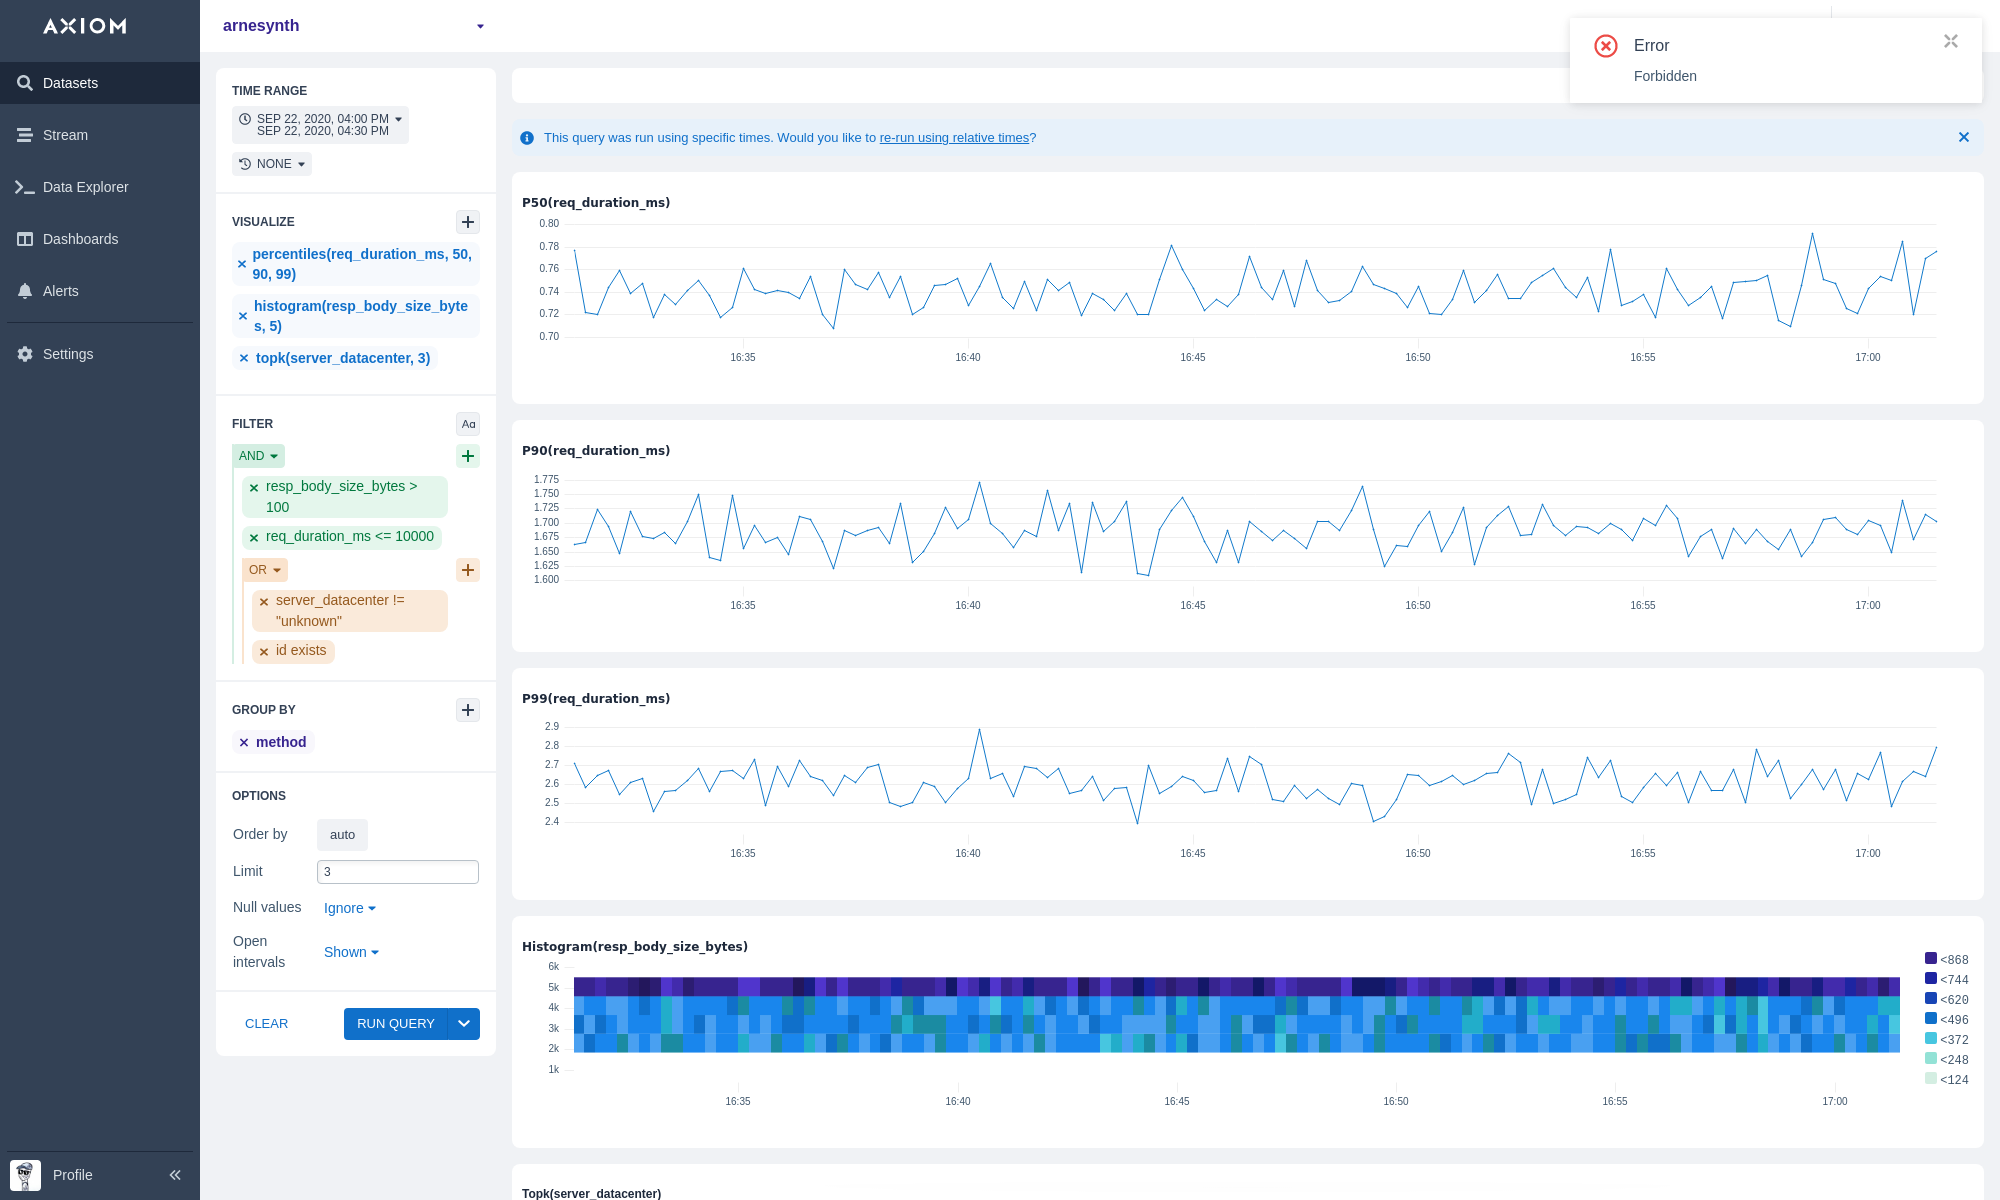 AXIOM
Datasets
Stream
Data Explorer
Dashboards
Alerts
Settings
Profile
arnesynth
TIME RANGE
SEP 22, 2020, 04:00 PM
SEP 22, 2020, 04:30 PM
NONE
VISUALIZE
percentiles(req_duration_ms, 50,
90, 99)
histogram(resp_body_size_byte
s, 5)
topk(server_datacenter, 3)
FILTER
Aa
AND
resp_body_size_bytes >
100
req_duration_ms <= 10000
OR
server_datacenter !=
"unknown"
id exists
GROUP BY
method
OPTIONS
Order by
auto
Limit
3
Null values
Ignore
Open
intervals
Shown
CLEAR
RUN QUERY
Error
Forbidden
This query was run using specific times. Would you like to re-run using relative times?
P50(req_duration_ms)
0.80
0.78
0.76
0.74
0.72
0.70
16:35 16:40 16:45 16:50 16:55 17:00
P90(req_duration_ms)
1.775
1.750
1.725
1.700
1.675
1.650
1.625
1.600
16:35 16:40 16:45 16:50 16:55 17:00
P99(req_duration_ms)
2.9
2.8
2.7
2.6
2.5
2.4
16:35 16:40 16:45 16:50 16:55 17:00
Histogram(resp_body_size_bytes)
6k
5k
4k
3k
2k
1k
16:35 16:40 16:45 16:50 16:55 17:00
<868
<744
<620
<496
<372
<248
<124
Topk(server_datacenter)